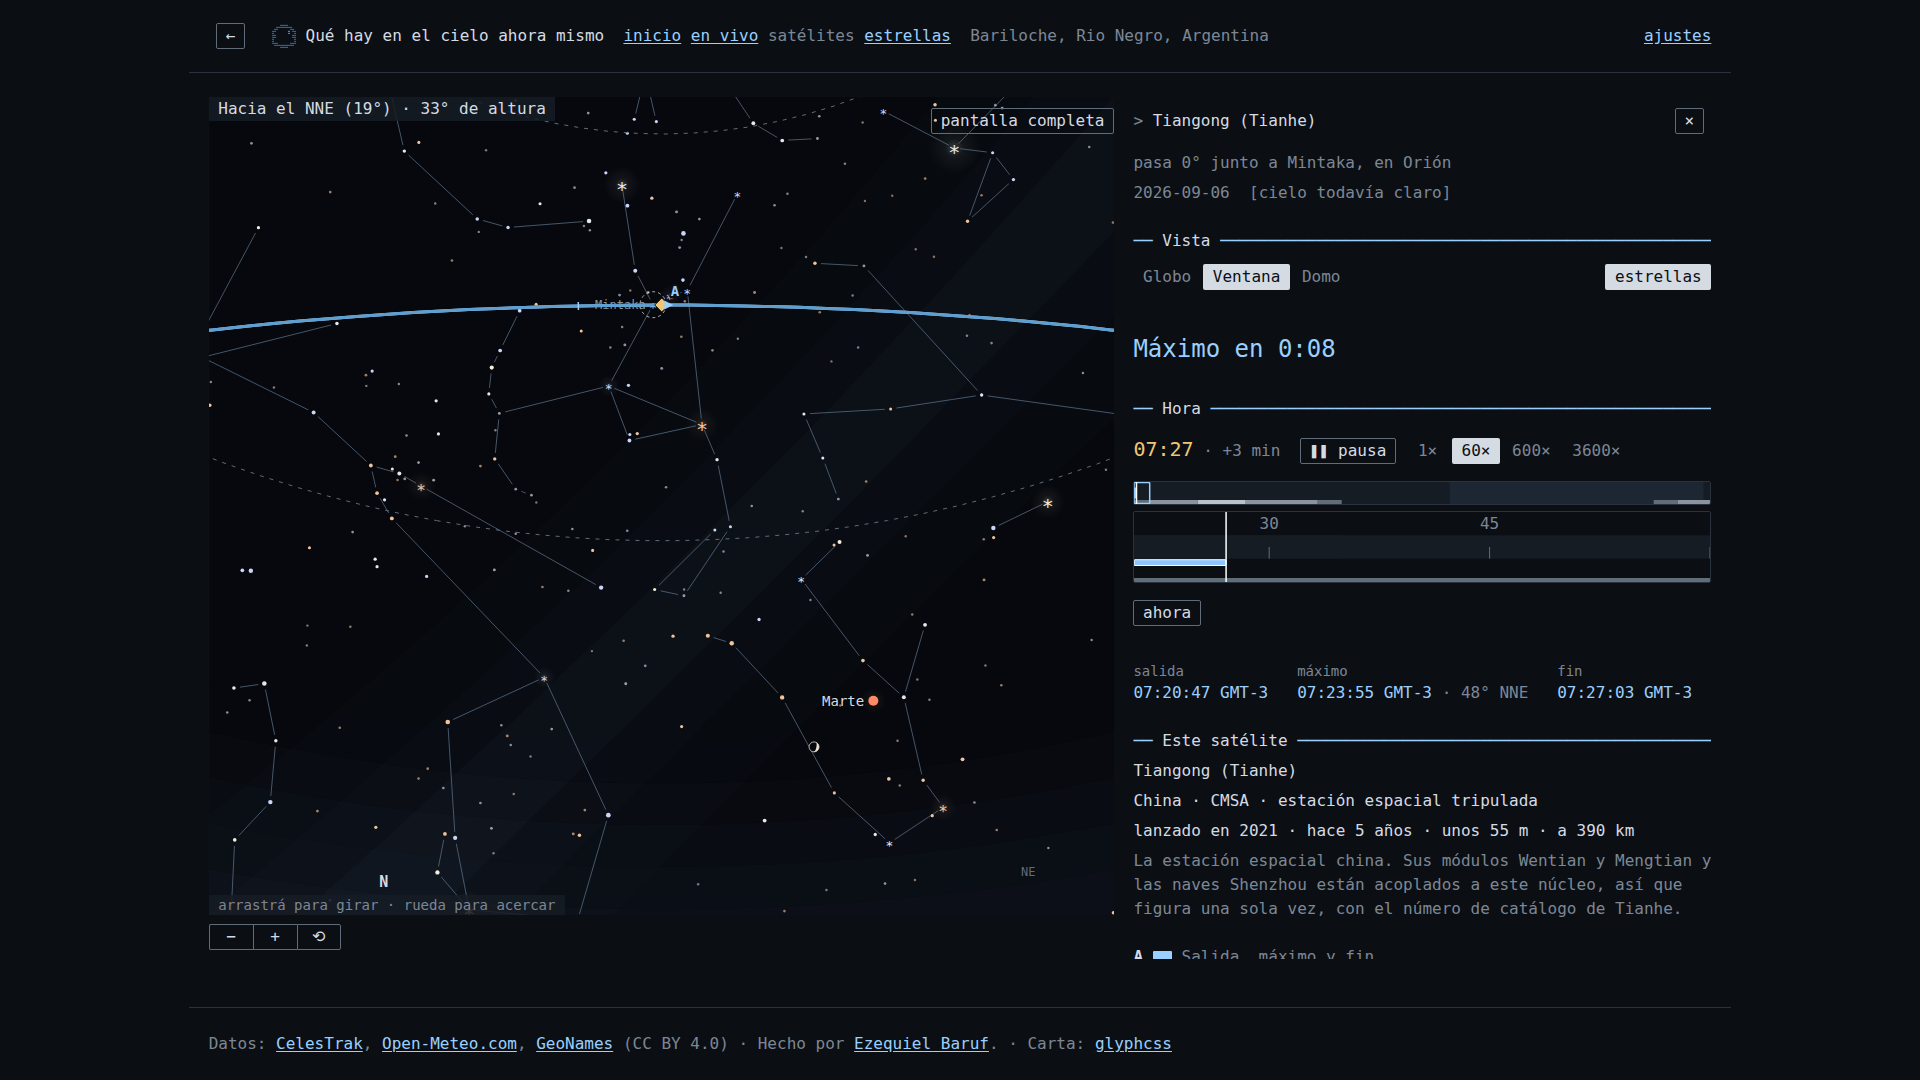 ← Qué hay en el cielo ahora mismo inicio en vivo satélites estrellas Bariloche, Rio Negro, Argentina ajustes
Hacia el NNE (19°) · 33° de altura
pantalla completa
A
Mintaka
Marte
N
NE
arrastrá para girar · rueda para acercar
− + ⟲
> Tiangong (Tianhe) ×
pasa 0° junto a Mintaka, en Orión
2026-09-06 [cielo todavía claro]
Vista
Globo Ventana Domo estrellas
Máximo en 0:08
Hora
07:27 · +3 min ❚❚ pausa 1× 60× 600× 3600×
30 45
ahora
salida máximo fin
07:20:47 GMT-3 07:23:55 GMT-3 · 48° NNE 07:27:03 GMT-3
Este satélite
Tiangong (Tianhe)
China · CMSA · estación espacial tripulada
lanzado en 2021 · hace 5 años · unos 55 m · a 390 km
La estación espacial china. Sus módulos Wentian y Mengtian y
las naves Shenzhou están acoplados a este núcleo, así que
figura una sola vez, con el número de catálogo de Tianhe.
A Salida, máximo y fin
Datos: CelesTrak, Open-Meteo.com, GeoNames (CC BY 4.0) · Hecho por Ezequiel Baruf. · Carta: glyphcss